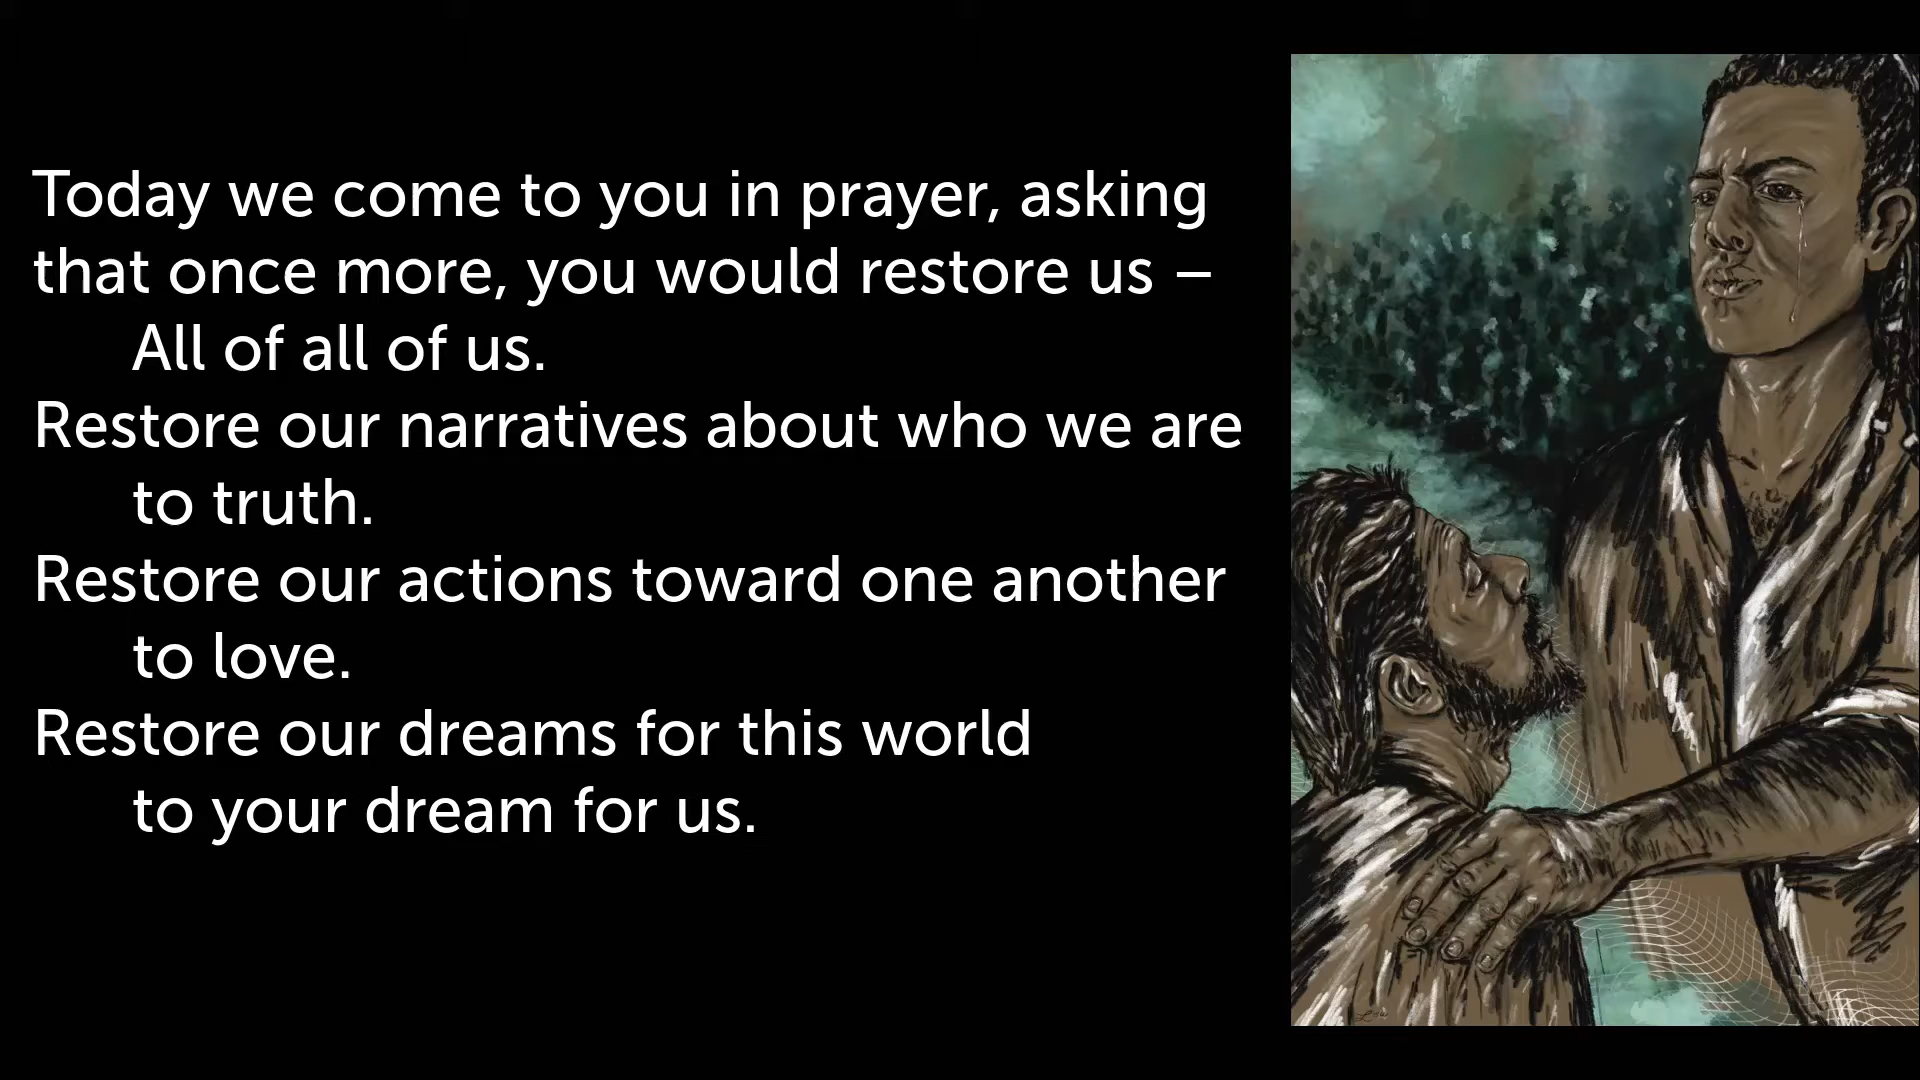 Today we come to you in prayer, asking
that once more, you would restore us –
All of all of us.
Restore our narratives about who we are
to truth.
Restore our actions toward one another
to love.
Restore our dreams for this world
to your dream for us.